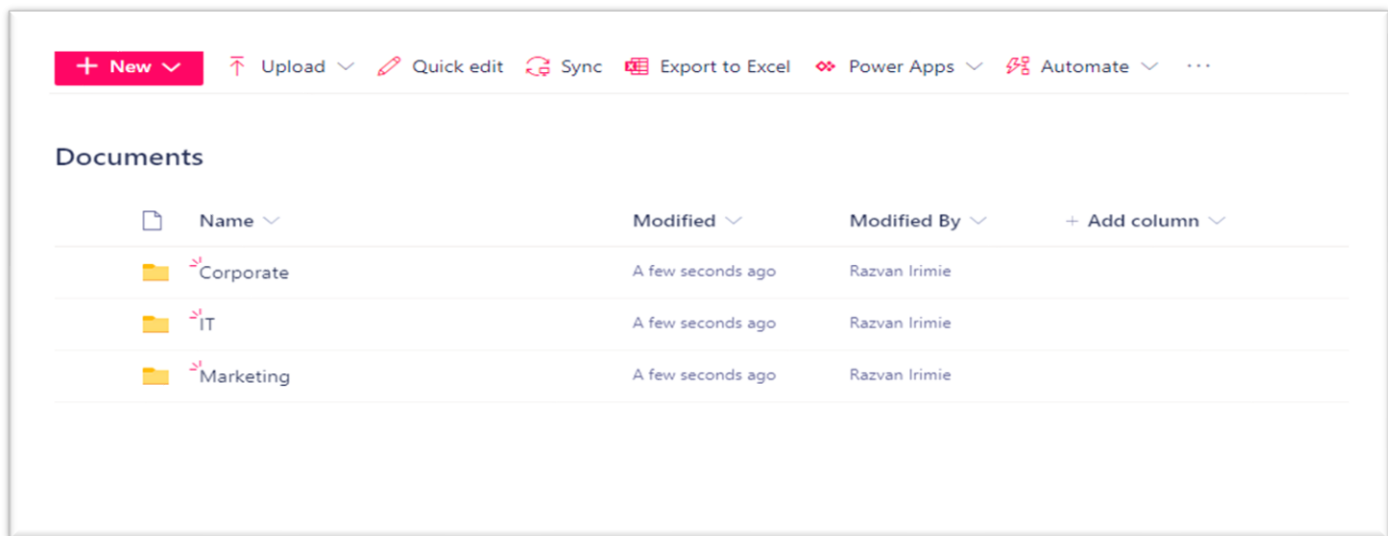 + New Upload Quick edit Sync Export to Excel Power Apps Automate ...
Documents
Name Modified Modified By + Add column
Corporate A few seconds ago Razvan Irimie
IT A few seconds ago Razvan Irimie
Marketing A few seconds ago Razvan Irimie